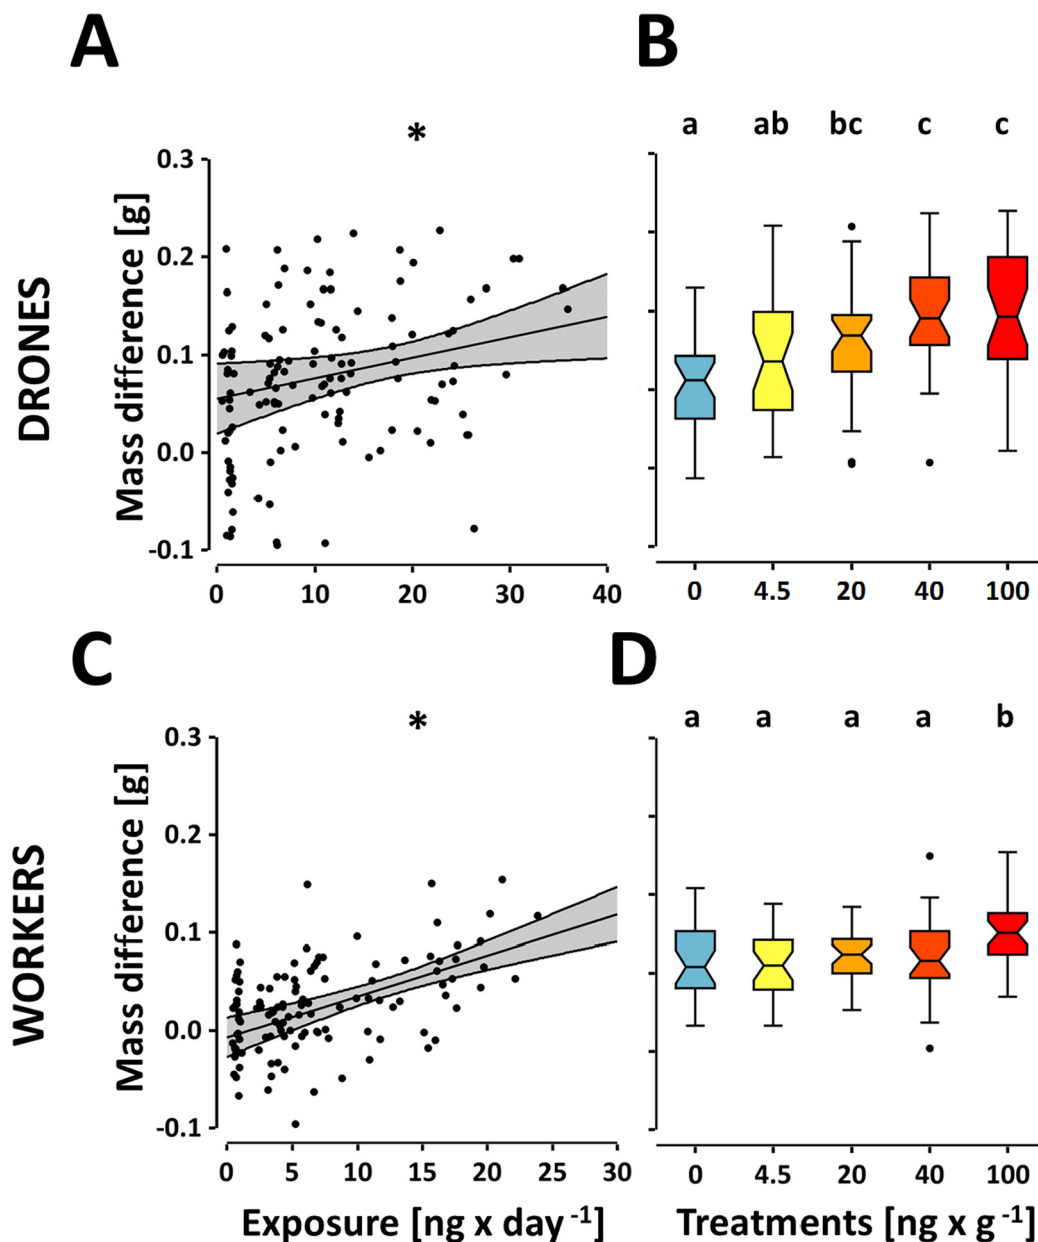 A B
*
a ab bc c c
DRONES
Mass difference [g]
0.3
0.2
0.1
0.0
-0.1
0 10 20 30 40
0 4.5 20 40 100
C D
*
a a a a b
WORKERS
Mass difference [g]
0.3
0.2
0.1
0.0
-0.1
0 5 10 15 20 25 30
0 4.5 20 40 100
Exposure [ng x day⁻¹]
Treatments [ng x g⁻¹]